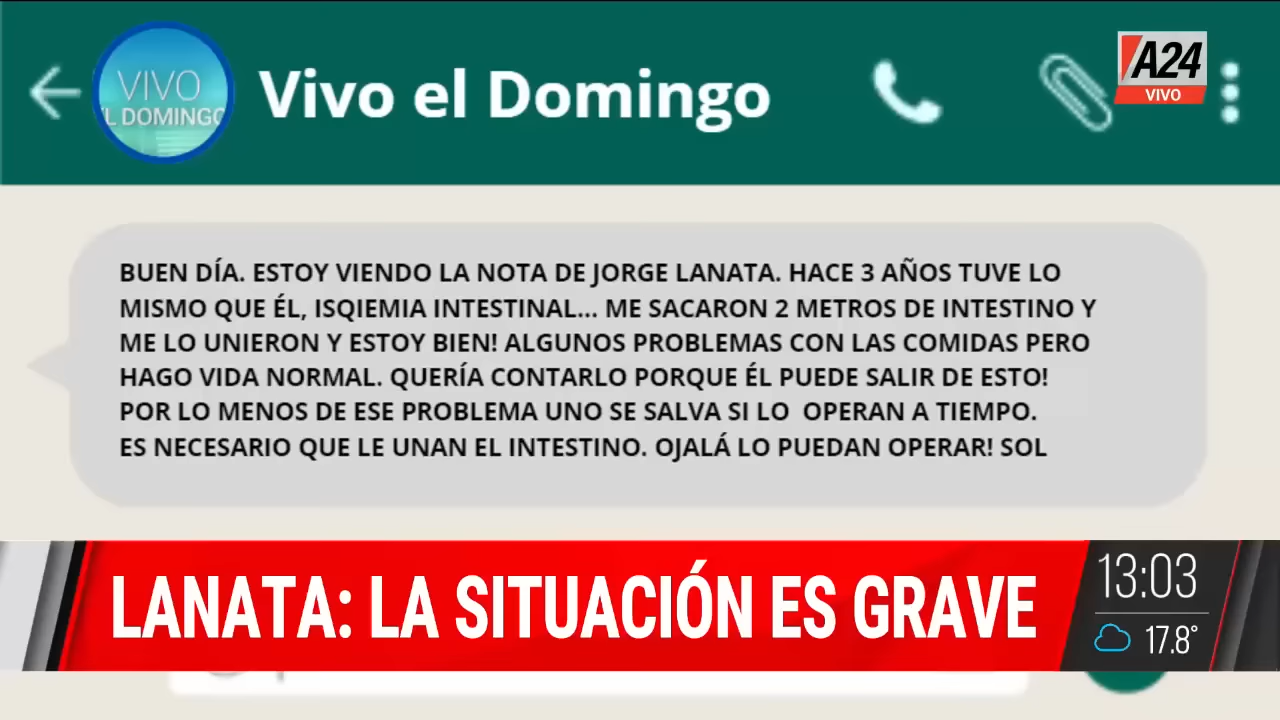 VIVO
EL DOMINGO
Vivo el Domingo
A24
VIVO
BUEN DÍA. ESTOY VIENDO LA NOTA DE JORGE LANATA. HACE 3 AÑOS TUVE LO
MISMO QUE ÉL, ISQIEMIA INTESTINAL... ME SACARON 2 METROS DE INTESTINO Y
ME LO UNIERON Y ESTOY BIEN! ALGUNOS PROBLEMAS CON LAS COMIDAS PERO
HAGO VIDA NORMAL. QUERÍA CONTARLO PORQUE ÉL PUEDE SALIR DE ESTO!
POR LO MENOS DE ESE PROBLEMA UNO SE SALVA SI LO OPERAN A TIEMPO.
ES NECESARIO QUE LE UNAN EL INTESTINO. OJALÁ LO PUEDAN OPERAR! SOL
LANATA: LA SITUACIÓN ES GRAVE
13:03
17.8°